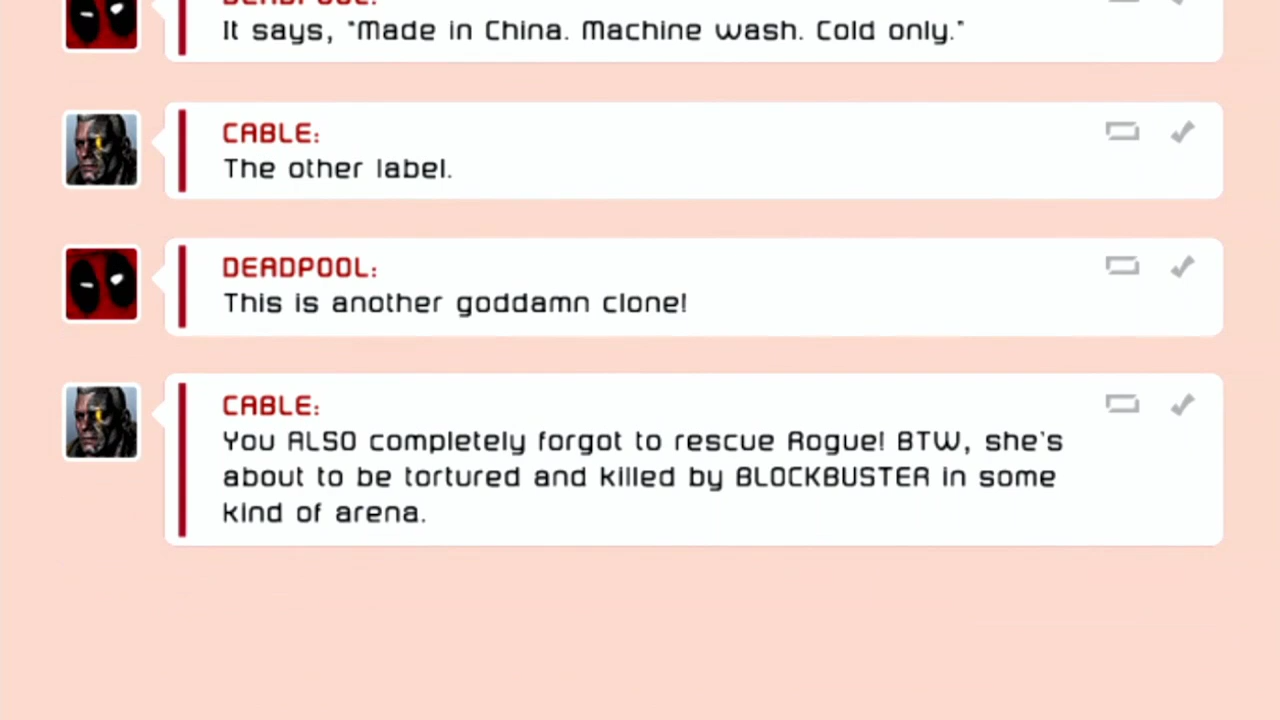 DEADPOOL:
It says, "Made in China. Machine wash. Cold only."
CABLE:
The other label.
DEADPOOL:
This is another goddamn clone!
CABLE:
You ALSO completely forgot to rescue Rogue! BTW, she's
about to be tortured and killed by BLOCKBUSTER in some
kind of arena.